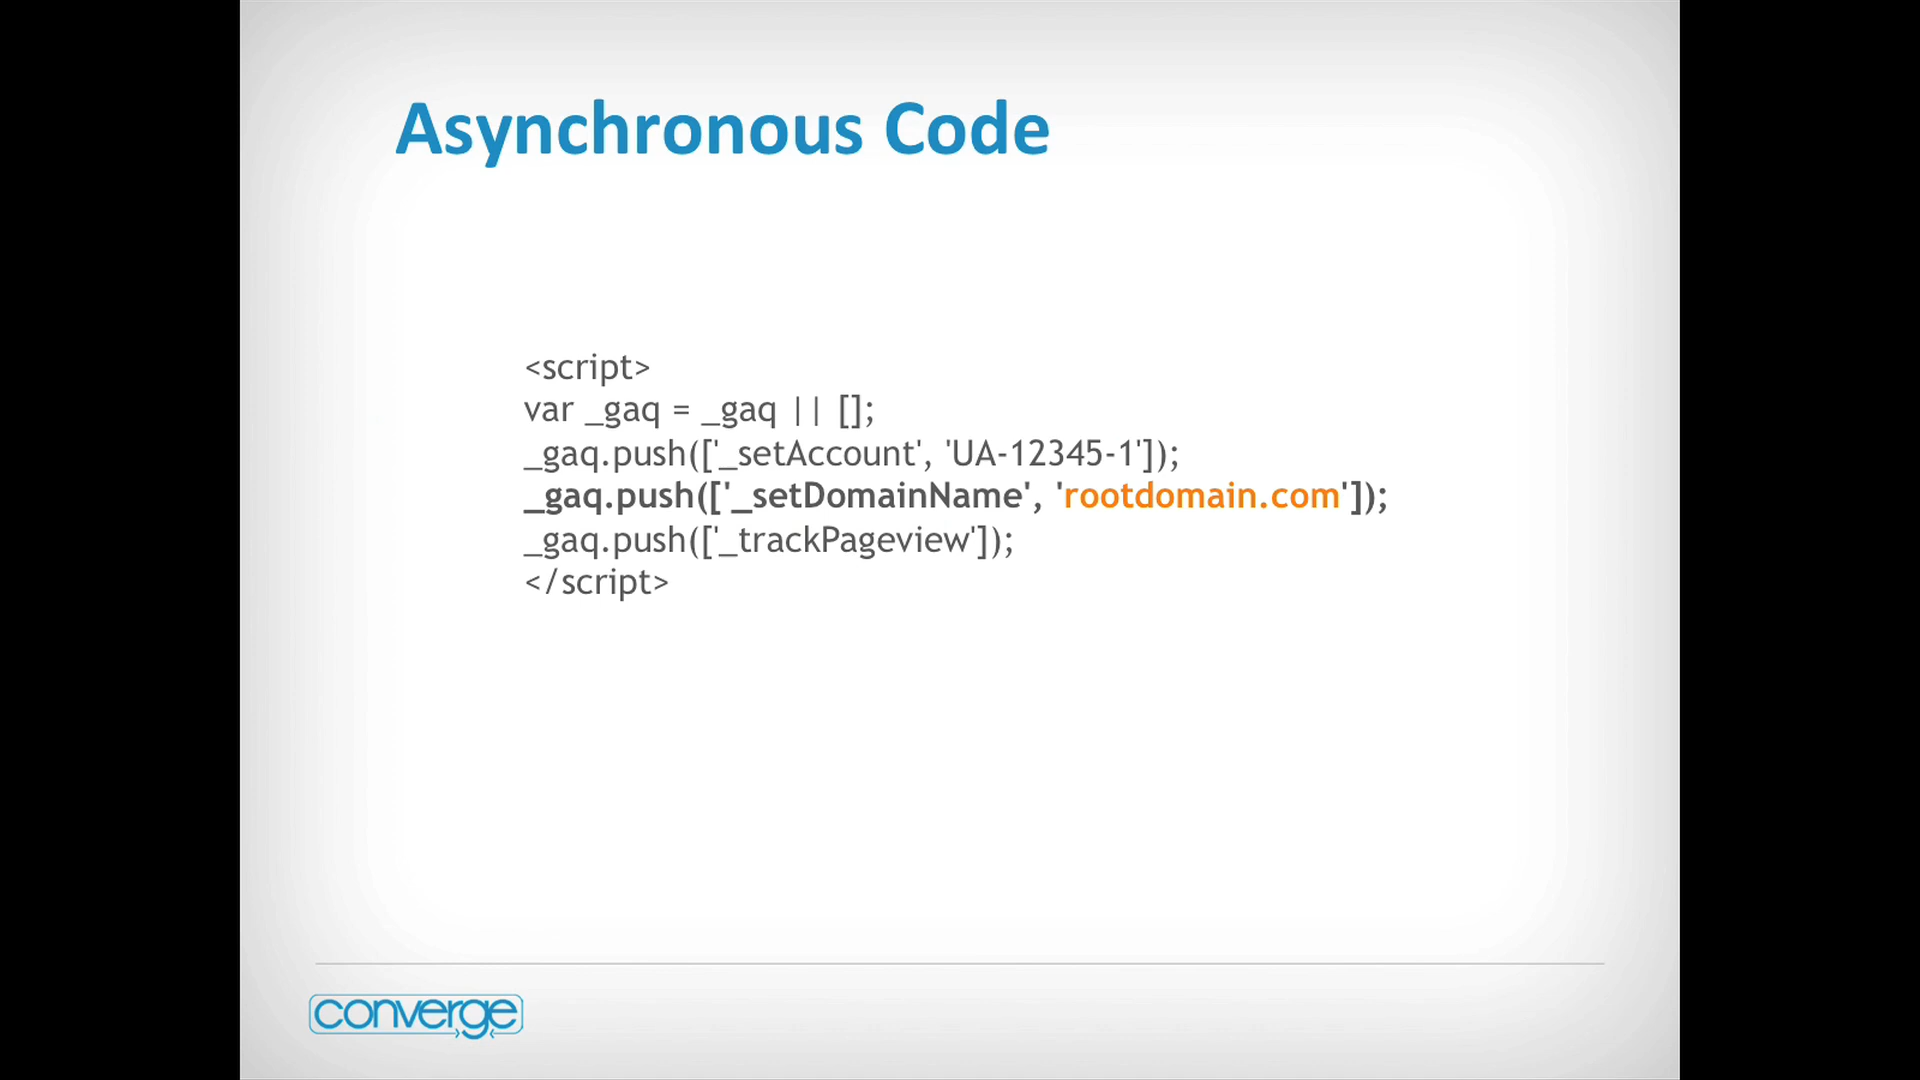 Asynchronous Code
<script>
var _gaq = _gaq || [];
_gaq.push(['_setAccount', 'UA-12345-1']);
_gaq.push(['_setDomainName', 'rootdomain.com']);
_gaq.push(['_trackPageview']);
</script>
converge